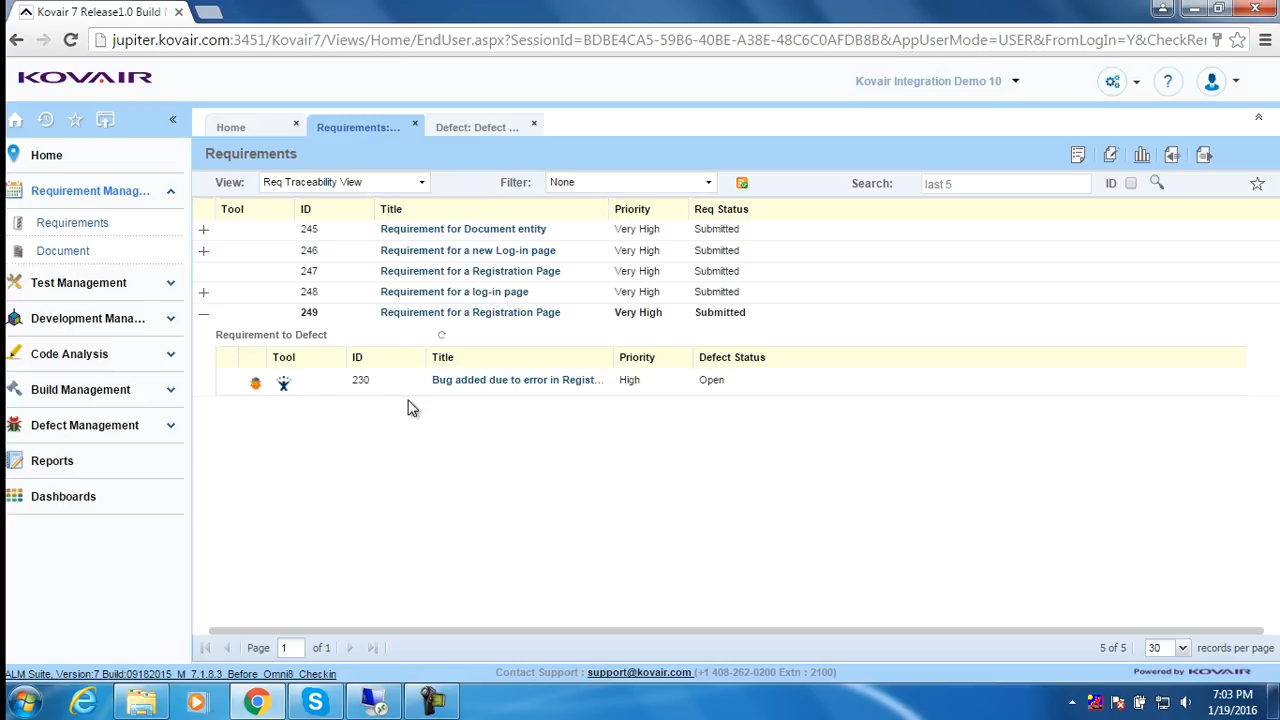 Kovair 7 Release1.0 Build
jupiter.kovair.com:3451/Kovair7/Views/Home/EndUser.aspx?SessionId=BDBE4CA5-59B6-40BE-A38E-48C6C0AFDB8B&AppUserMode=USER&FromLogIn=Y&CheckRer
KOVAIR
Kovair Integration Demo 10
Home
Requirements:...
Defect: Defect ...
Home
Requirement Manag...
Requirements
Document
Test Management
Development Mana...
Code Analysis
Build Management
Defect Management
Reports
Dashboards
Requirements
View: Req Traceability View Filter: None Search: last 5 ID
Tool ID Title Priority Req Status
245 Requirement for Document entity Very High Submitted
246 Requirement for a new Log-in page Very High Submitted
247 Requirement for a Registration Page Very High Submitted
248 Requirement for a log-in page Very High Submitted
249 Requirement for a Registration Page Very High Submitted
Requirement to Defect
Tool ID Title Priority Defect Status
230 Bug added due to error in Regist... High Open
Page 1 of 1 5 of 5 30 records per page
ALM Suite, Version:7 Build:09182015_M_7.1.8.3_Before_Omni8_Checkin
Contact Support : support@kovair.com (+1 408-262-0200 Extn : 2100)
Powered by KOVAIR
7:03 PM
1/19/2016